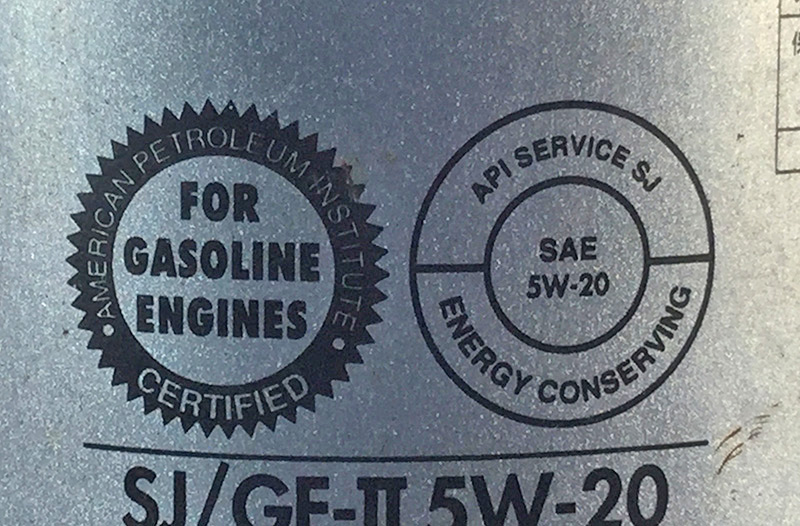 AMERICAN PETROLEUM INSTITUTE
FOR
GASOLINE
ENGINES
CERTIFIED
API SERVICE SJ
SAE
5W-20
ENERGY CONSERVING
SJ/GF-II 5W-20